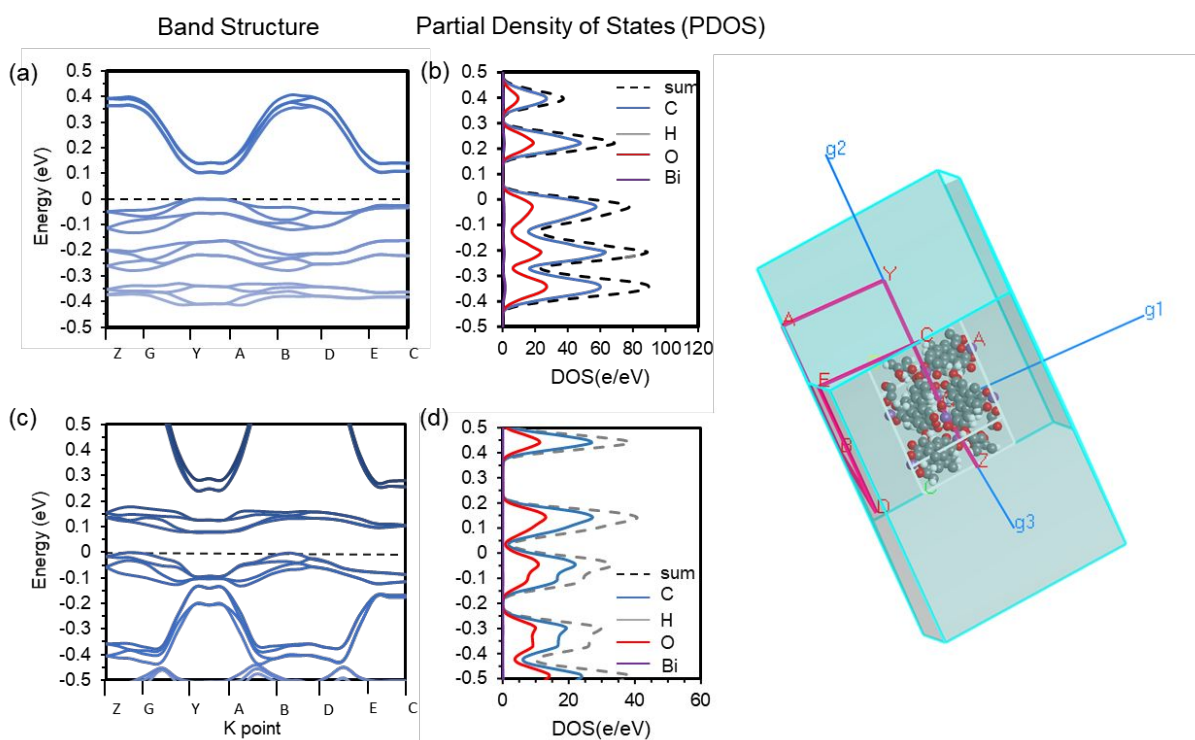 Band Structure
Partial Density of States (PDOS)
(a)
Energy (eV)
0.5
0.4
0.3
0.2
0.1
0
-0.1
-0.2
-0.3
-0.4
-0.5
Z G Y A B D E C
(b)
0.5
0.4
0.3
0.2
0.1
0
-0.1
-0.2
-0.3
-0.4
-0.5
sum
C
H
O
Bi
0 20 40 60 80 100 120
DOS(e/eV)
(c)
Energy (eV)
0.5
0.4
0.3
0.2
0.1
0
-0.1
-0.2
-0.3
-0.4
-0.5
Z G Y A B D E C
K point
(d)
0.5
0.4
0.3
0.2
0.1
0
-0.1
-0.2
-0.3
-0.4
-0.5
sum
C
H
O
Bi
0 20 40 60
DOS(e/eV)
g2
Y
g1
A
C
A
E
B
Z
C
D
g3